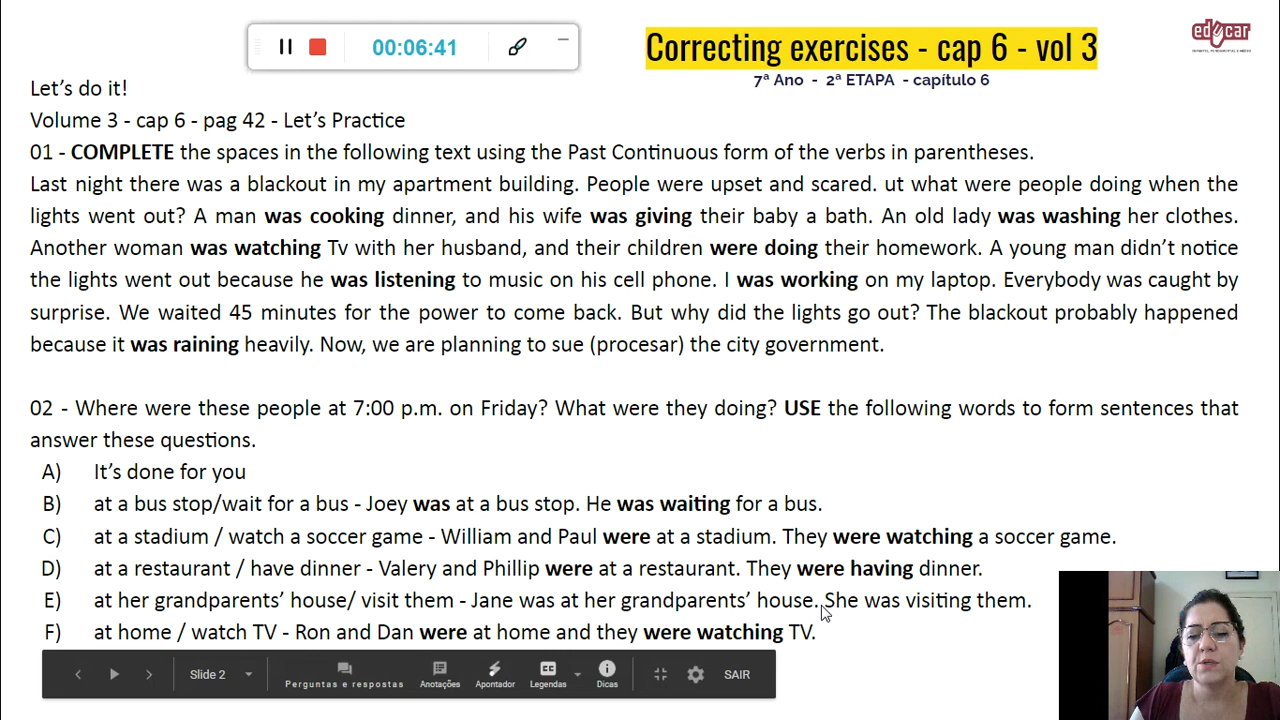 00:06:41
Correcting exercises - cap 6 - vol 3
educar
7ª Ano - 2ª ETAPA - capítulo 6
Let's do it!
Volume 3 - cap 6 - pag 42 - Let's Practice
01 - COMPLETE the spaces in the following text using the Past Continuous form of the verbs in parentheses.
Last night there was a blackout in my apartment building. People were upset and scared. ut what were people doing when the
lights went out? A man was cooking dinner, and his wife was giving their baby a bath. An old lady was washing her clothes.
Another woman was watching Tv with her husband, and their children were doing their homework. A young man didn't notice
the lights went out because he was listening to music on his cell phone. I was working on my laptop. Everybody was caught by
surprise. We waited 45 minutes for the power to come back. But why did the lights go out? The blackout probably happened
because it was raining heavily. Now, we are planning to sue (procesar) the city government.
02 - Where were these people at 7:00 p.m. on Friday? What were they doing? USE the following words to form sentences that
answer these questions.
A) It's done for you
B) at a bus stop/wait for a bus - Joey was at a bus stop. He was waiting for a bus.
C) at a stadium / watch a soccer game - William and Paul were at a stadium. They were watching a soccer game.
D) at a restaurant / have dinner - Valery and Phillip were at a restaurant. They were having dinner.
E) at her grandparents' house/ visit them - Jane was at her grandparents' house. She was visiting them.
F) at home / watch TV - Ron and Dan were at home and they were watching TV.
Slide 2
Perguntas e respostas
Anotações
Apontador
Legendas
Dicas
SAIR